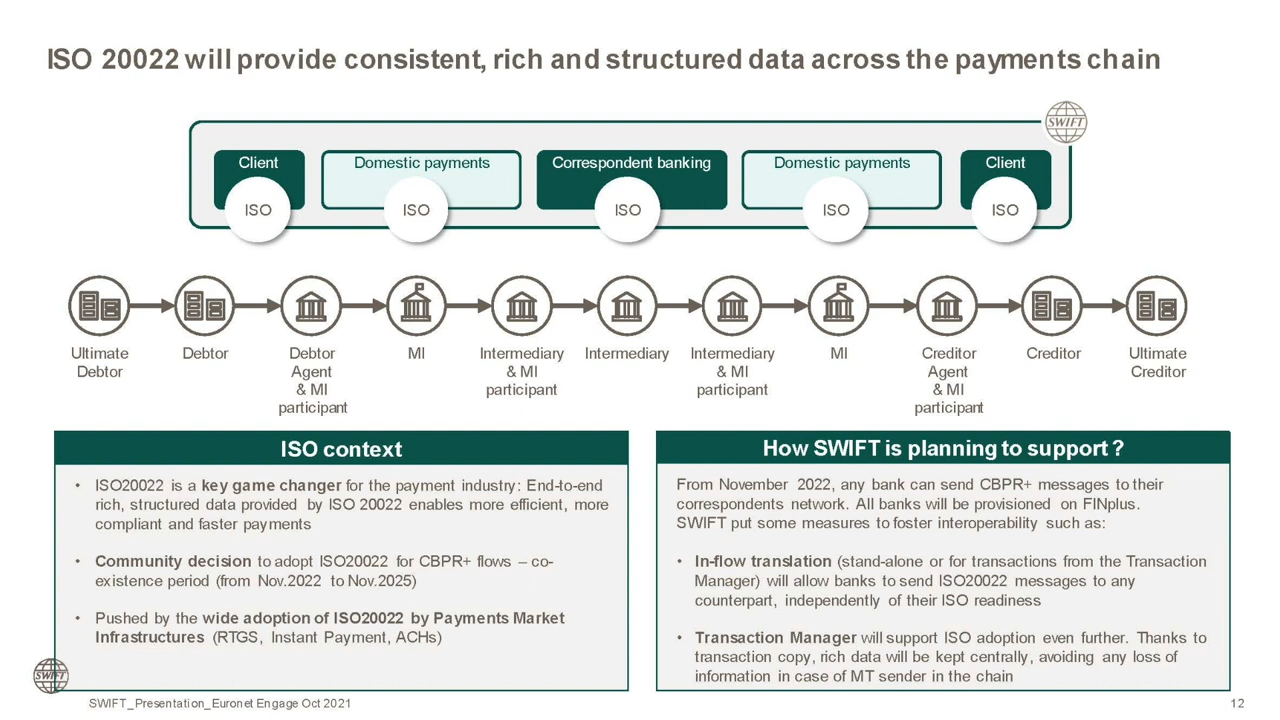 ISO 20022 will provide consistent, rich and structured data across the payments chain
SWIFT
Client
Domestic payments
Correspondent banking
Domestic payments
Client
ISO
ISO
ISO
ISO
ISO
Ultimate
Debtor
Debtor
Debtor
Agent
& MI
participant
MI
Intermediary
& MI
participant
Intermediary
Intermediary
& MI
participant
MI
Creditor
Agent
& MI
participant
Creditor
Ultimate
Creditor
ISO context
• ISO20022 is a key game changer for the payment industry: End-to-end
rich, structured data provided by ISO 20022 enables more efficient, more
compliant and faster payments
• Community decision to adopt ISO20022 for CBPR+ flows – co-
existence period (from Nov.2022 to Nov.2025)
• Pushed by the wide adoption of ISO20022 by Payments Market
Infrastructures (RTGS, Instant Payment, ACHs)
How SWIFT is planning to support ?
From November 2022, any bank can send CBPR+ messages to their
correspondents network. All banks will be provisioned on FINplus.
SWIFT put some measures to foster interoperability such as:
• In-flow translation (stand-alone or for transactions from the Transaction
Manager) will allow banks to send ISO20022 messages to any
counterpart, independently of their ISO readiness
• Transaction Manager will support ISO adoption even further. Thanks to
transaction copy, rich data will be kept centrally, avoiding any loss of
information in case of MT sender in the chain
SWIFT
SWIFT_Presentation_Euronet Engage Oct 2021
12